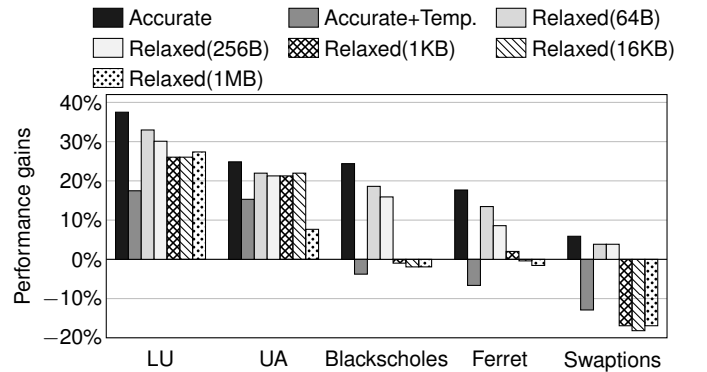 Accurate Accurate+Temp. Relaxed(64B)
Relaxed(256B) Relaxed(1KB) Relaxed(16KB)
Relaxed(1MB)
Performance gains
40%
30%
20%
10%
0%
−10%
−20%
LU UA Blackscholes Ferret Swaptions